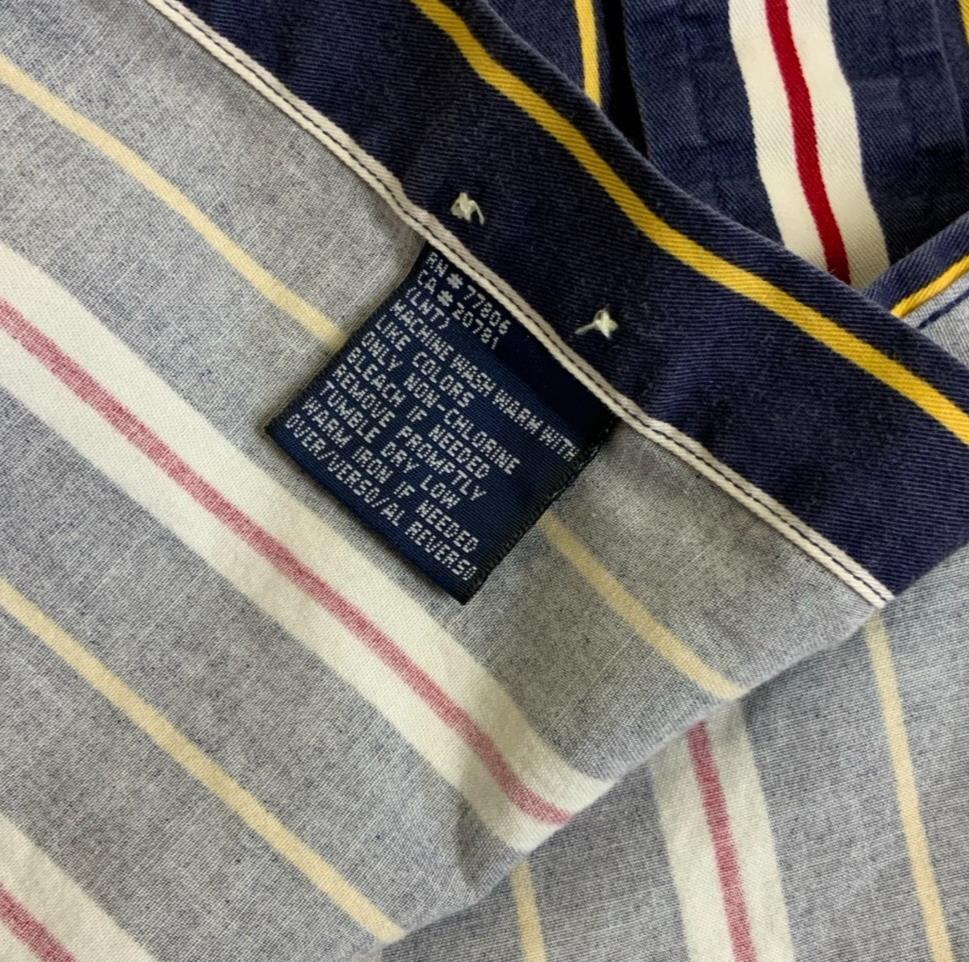 RN * 77806
CA * 20781
(LNT)
MACHINE WASH WARM WITH
LIKE COLORS
ONLY NON-CHLORINE
BLEACH IF NEEDED
REMOVE PROMPTLY
TUMBLE DRY LOW
WARM IRON IF NEEDED
OVER/VERSO/AL REVERSO